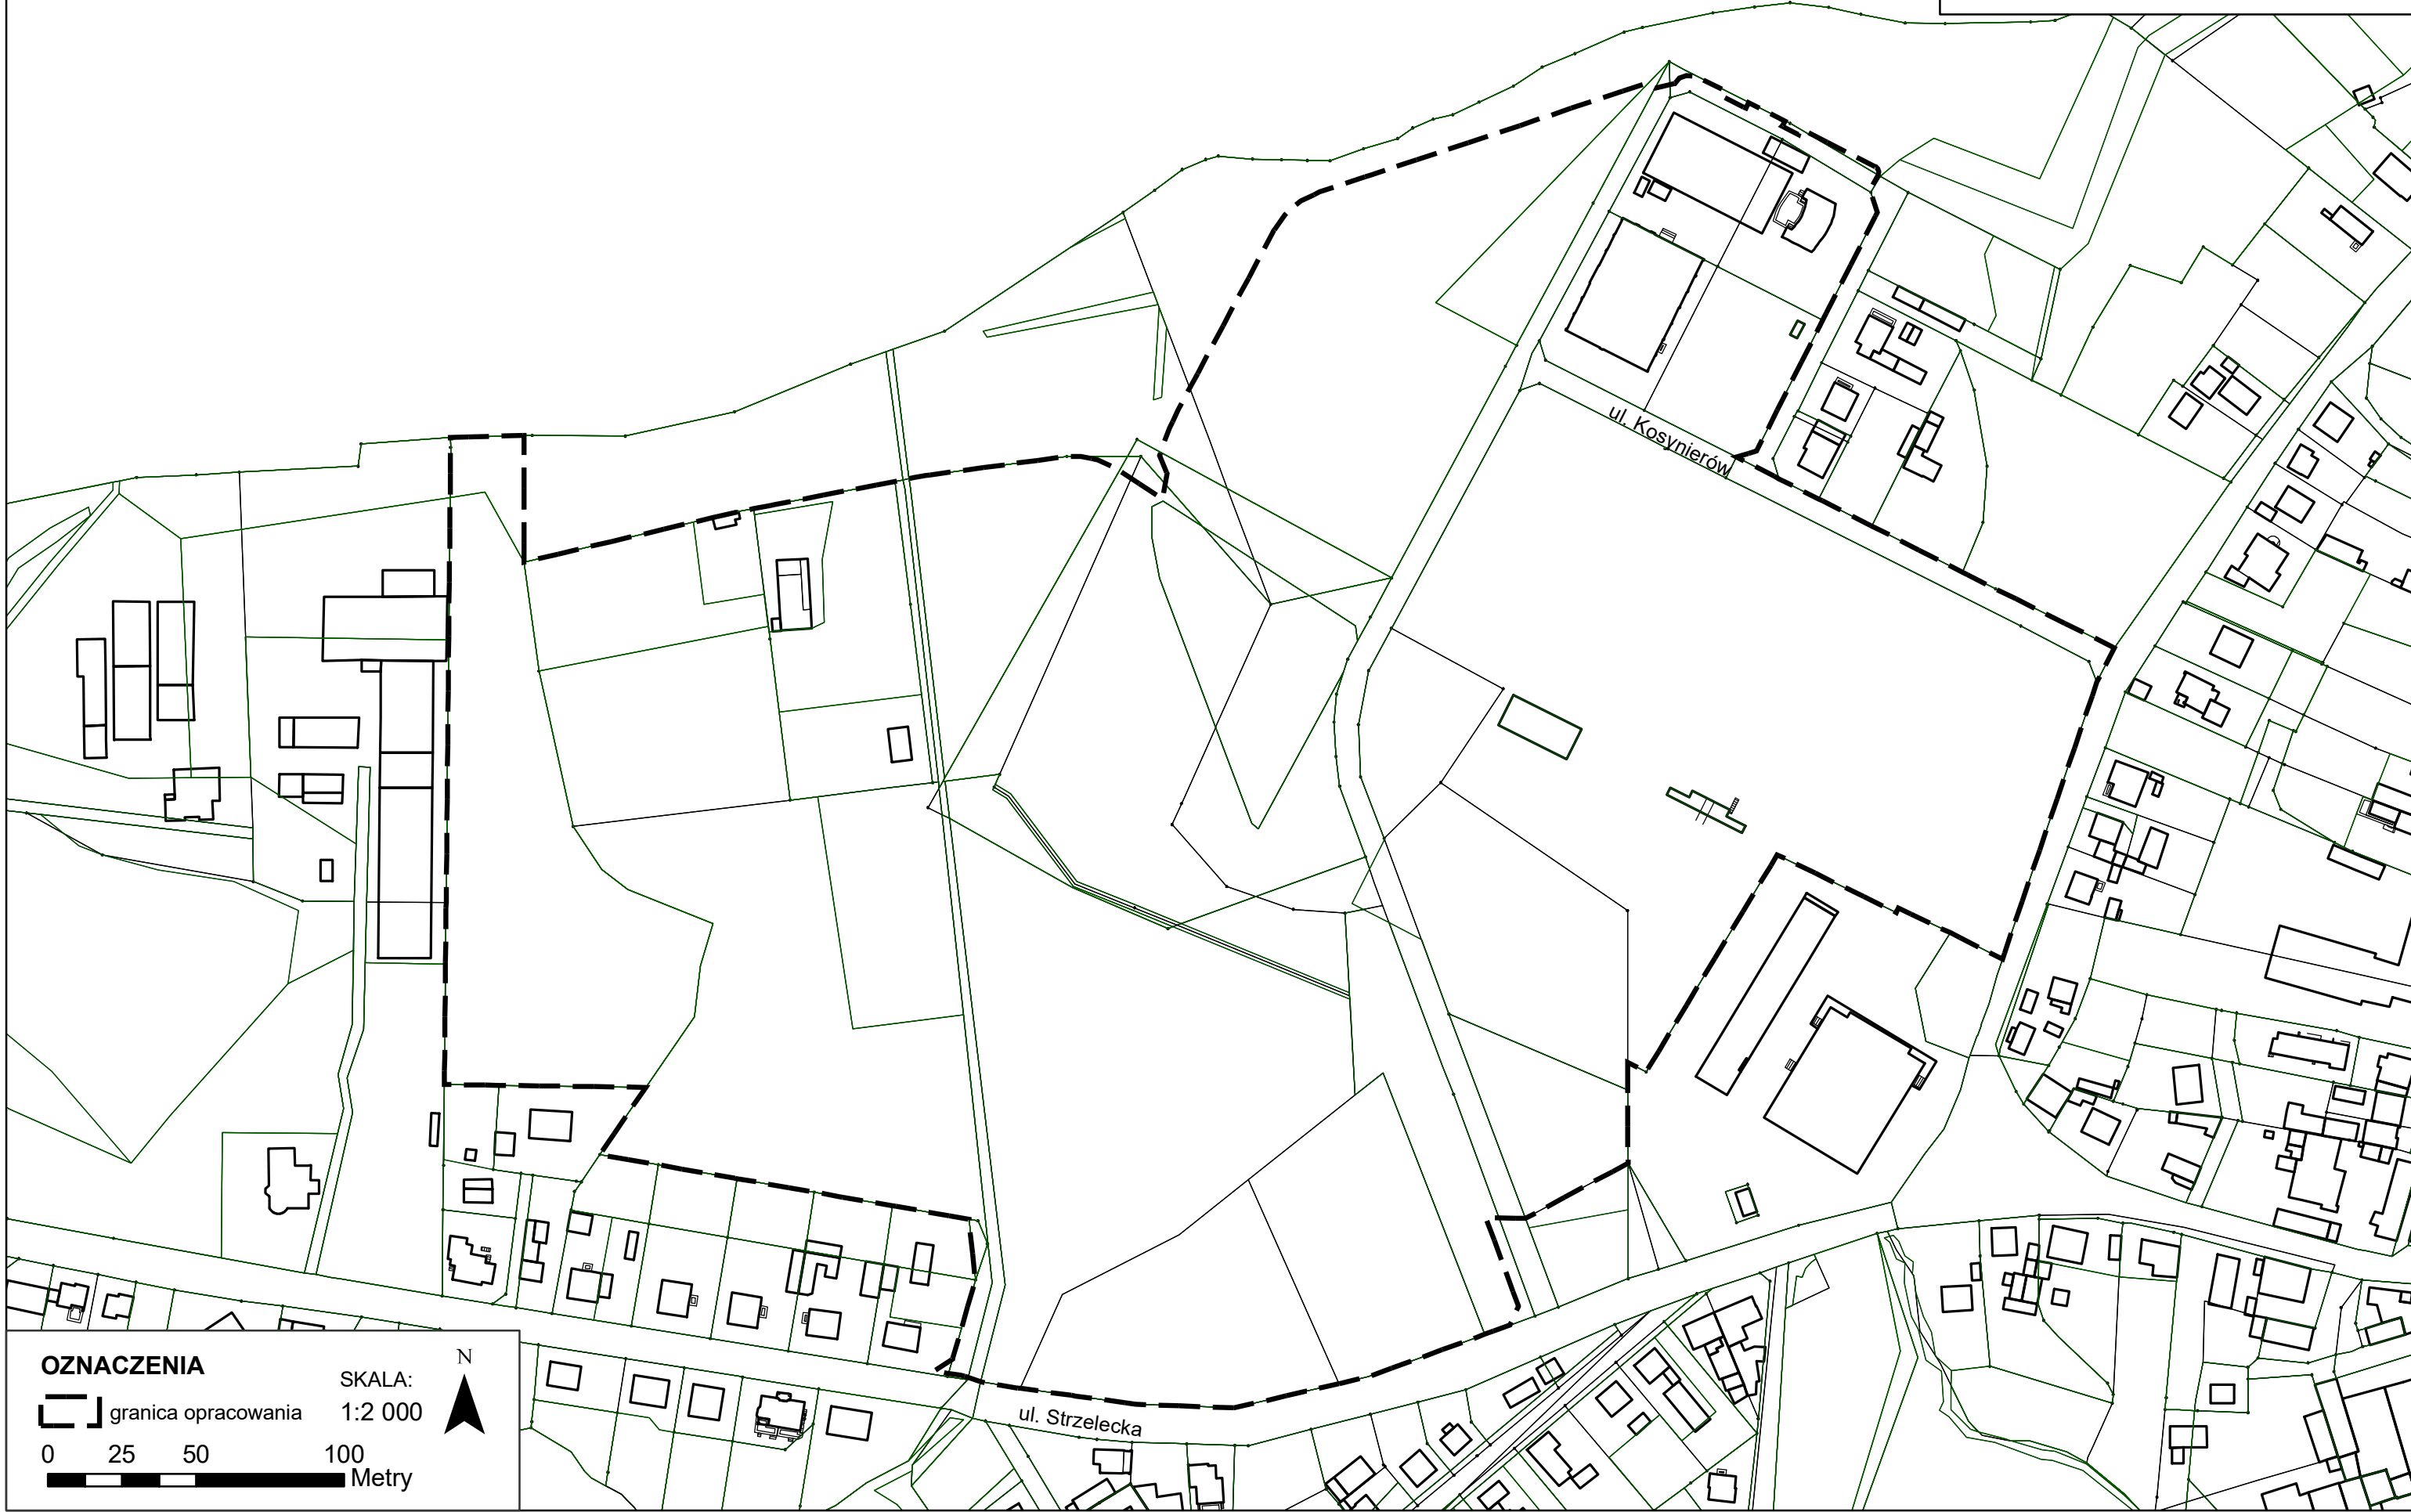 ul. Kosynierów
ul. Strzelecka
OZNACZENIA
granica opracowania
SKALA:
1:2 000
N
0 25 50 100
Metry